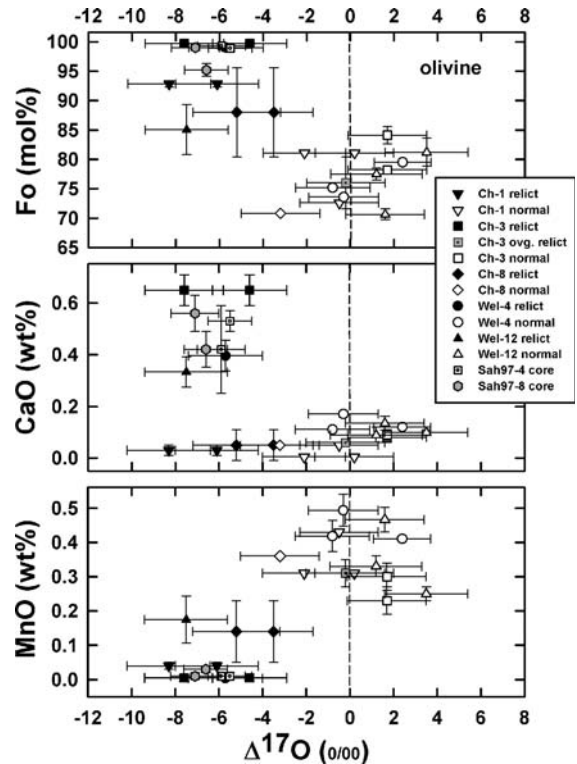 -12 -10 -8 -6 -4 -2 0 2 4 6 8
olivine
Fo (mol%)
100
95
90
85
80
75
70
65
Ch-1 relict
Ch-1 normal
Ch-3 relict
Ch-3 ovg. relict
Ch-3 normal
Ch-8 relict
Ch-8 normal
Wel-4 relict
Wel-4 normal
Wel-12 relict
Wel-12 normal
Sah97-4 core
Sah97-8 core
CaO (wt%)
0.6
0.4
0.2
0.0
MnO (wt%)
0.5
0.4
0.3
0.2
0.1
0.0
-12 -10 -8 -6 -4 -2 0 2 4 6 8
Δ17O (0/00)